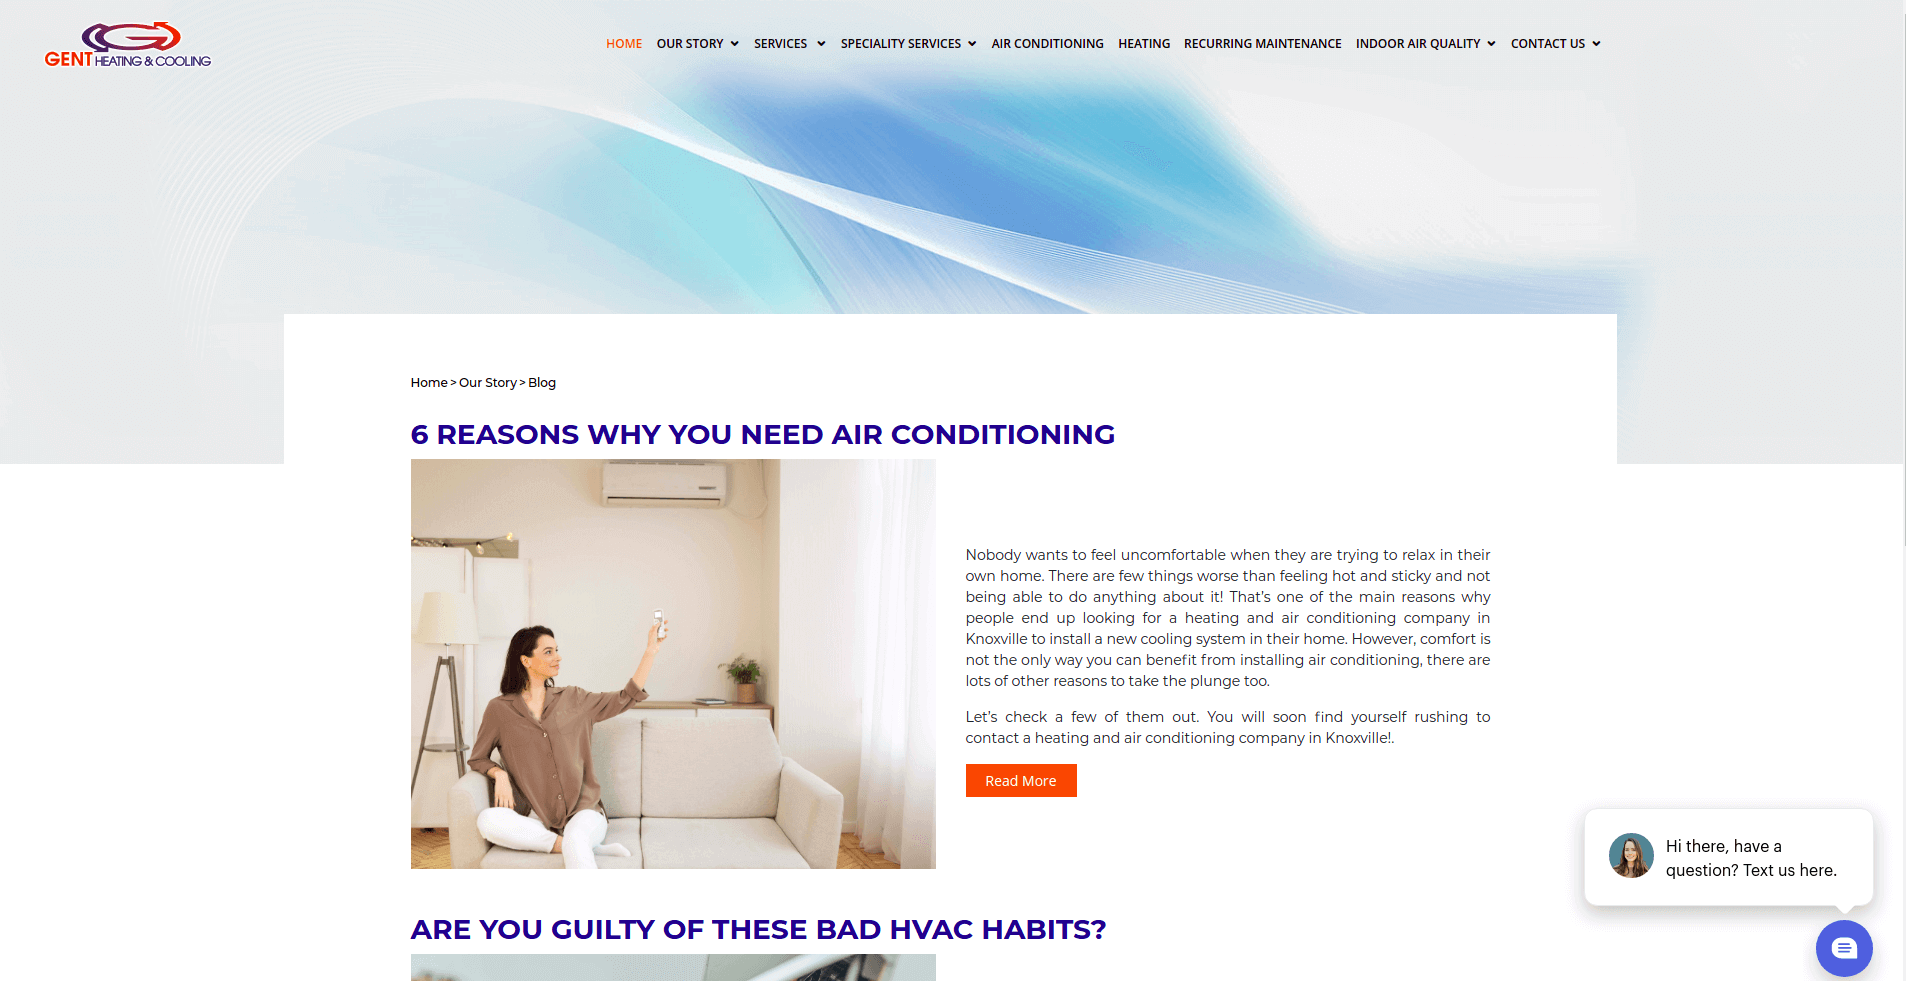 GENT HEATING & COOLING
HOME OUR STORY SERVICES SPECIALITY SERVICES AIR CONDITIONING HEATING RECURRING MAINTENANCE INDOOR AIR QUALITY CONTACT US
Home > Our Story > Blog
6 REASONS WHY YOU NEED AIR CONDITIONING
Nobody wants to feel uncomfortable when they are trying to relax in their
own home. There are few things worse than feeling hot and sticky and not
being able to do anything about it! That’s one of the main reasons why
people end up looking for a heating and air conditioning company in
Knoxville to install a new cooling system in their home. However, comfort is
not the only way you can benefit from installing air conditioning, there are
lots of other reasons to take the plunge too.
Let’s check a few of them out. You will soon find yourself rushing to
contact a heating and air conditioning company in Knoxville!.
Read More
Hi there, have a
question? Text us here.
ARE YOU GUILTY OF THESE BAD HVAC HABITS?